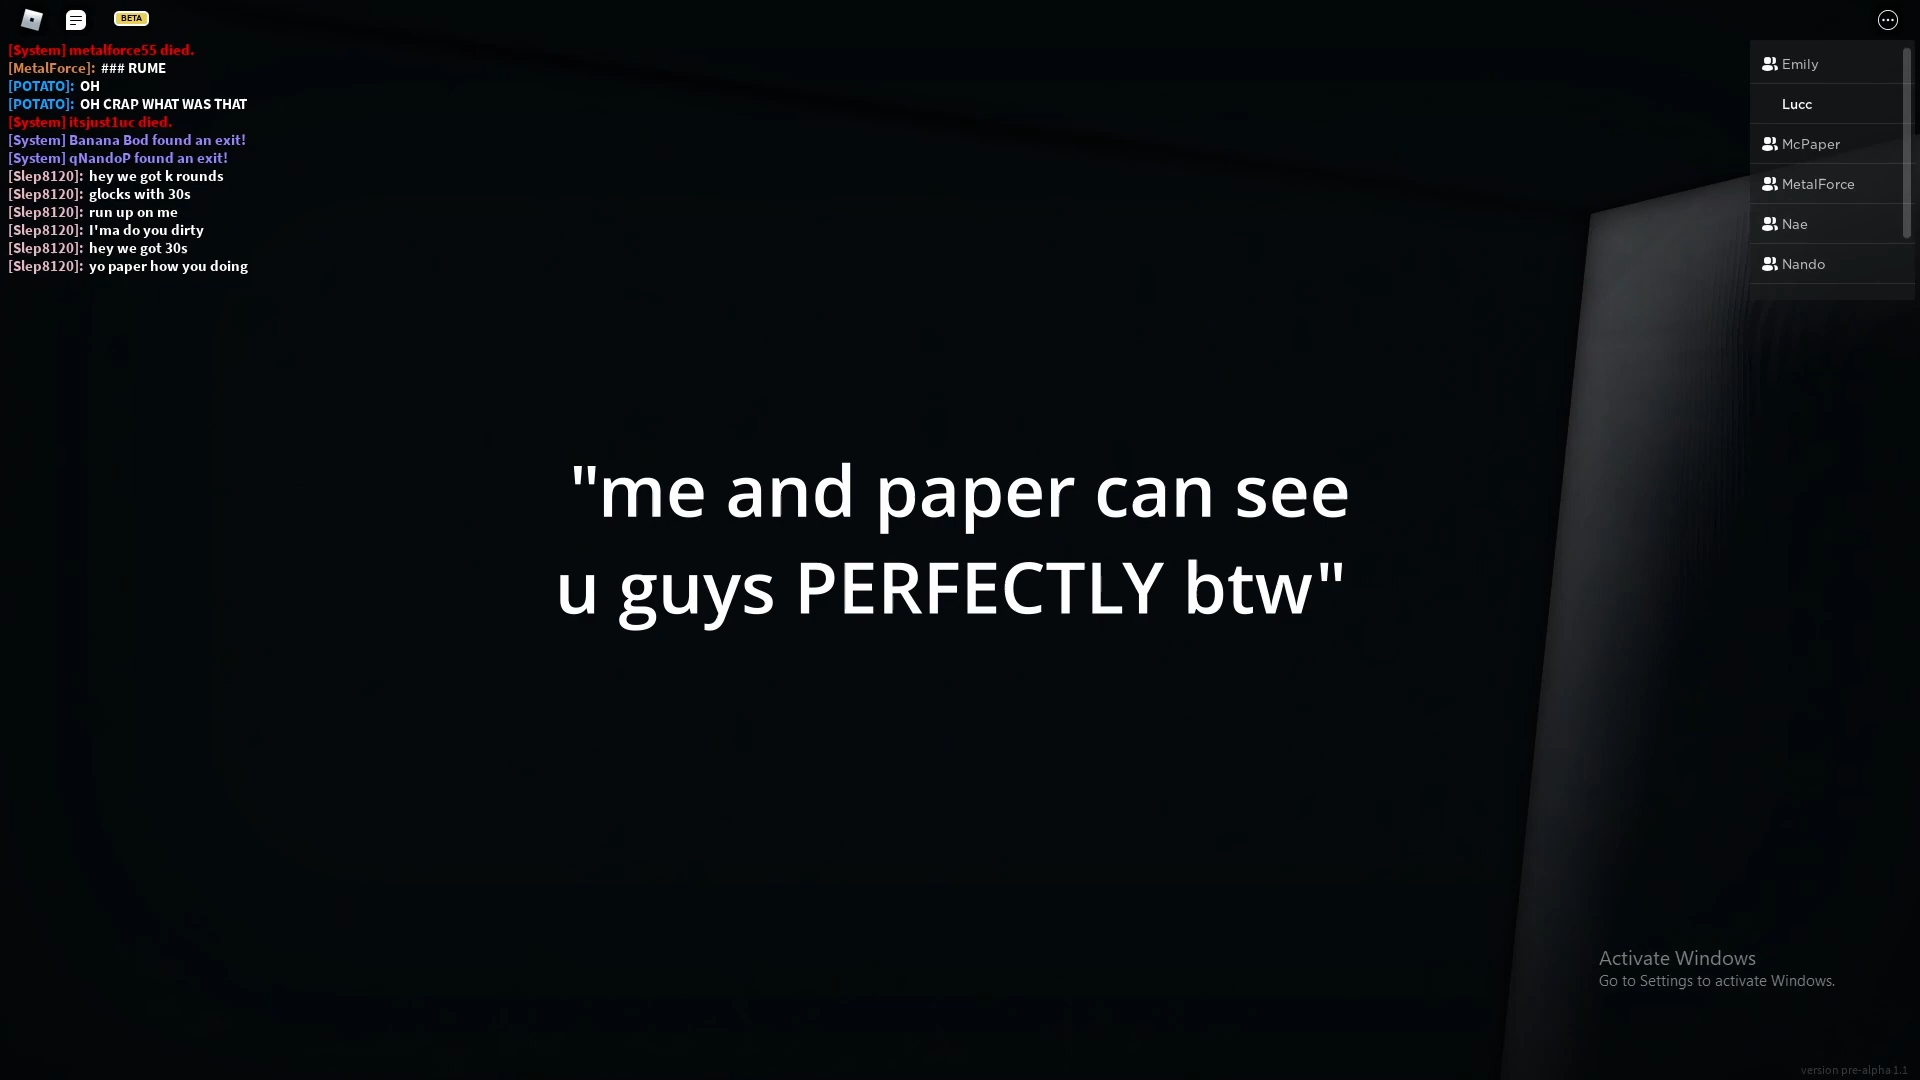 BETA
[System] metalforce55 died.
[MetalForce]: ### RUME
[POTATO]: OH
[POTATO]: OH CRAP WHAT WAS THAT
[System] itsjust1uc died.
[System] Banana Bod found an exit!
[System] qNandoP found an exit!
[Slep8120]: hey we got k rounds
[Slep8120]: glocks with 30s
[Slep8120]: run up on me
[Slep8120]: I'ma do you dirty
[Slep8120]: hey we got 30s
[Slep8120]: yo paper how you doing
Emily
Lucc
McPaper
MetalForce
Nae
Nando
"me and paper can see
u guys PERFECTLY btw"
Activate Windows
Go to Settings to activate Windows.
version pre-alpha 1.1